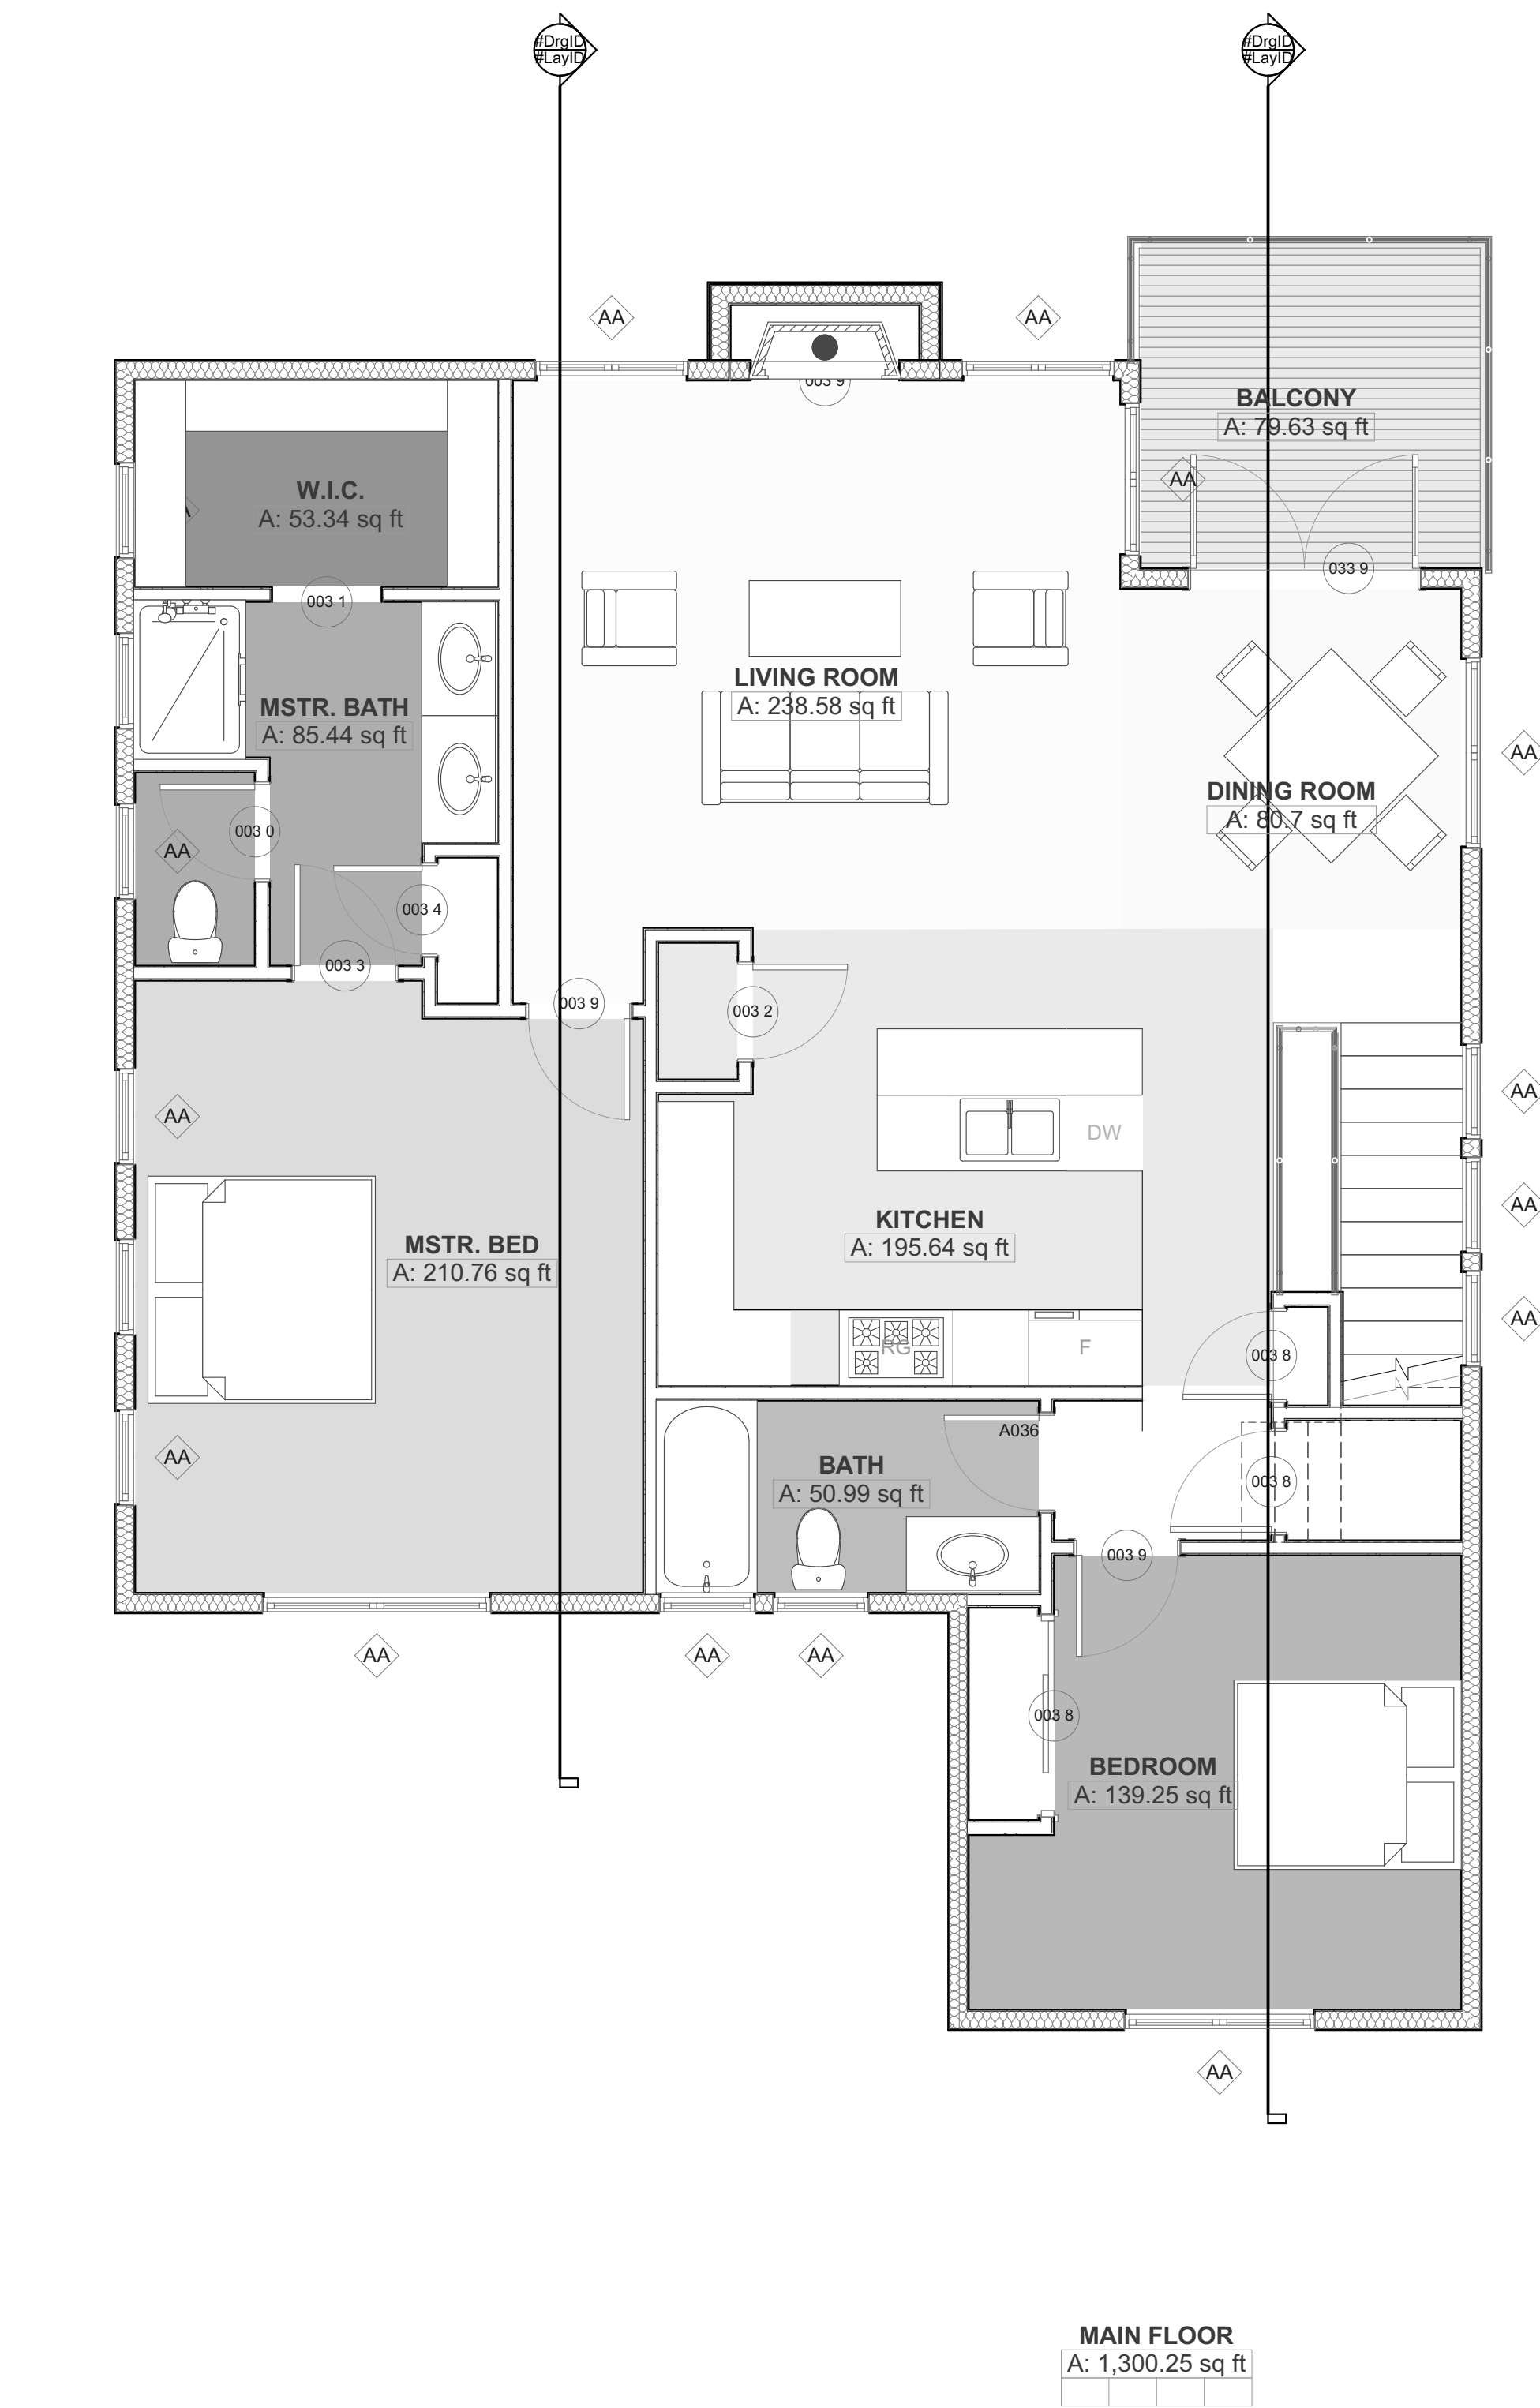 #DrgID
#LayID
#DrgID
#LayID
AA
AA
003 9
BALCONY
A: 79.63 sq ft
AA
W.I.C.
A: 53.34 sq ft
033 9
003 1
LIVING ROOM
A: 238.58 sq ft
MSTR. BATH
A: 85.44 sq ft
AA
DINING ROOM
A: 80.7 sq ft
003 0
AA
003 4
003 3
003 9
003 2
AA
AA
DW
AA
KITCHEN
A: 195.64 sq ft
MSTR. BED
A: 210.76 sq ft
AA
RG
F
003 8
A036
AA
BATH
A: 50.99 sq ft
003 8
003 9
AA
AA
AA
003 8
BEDROOM
A: 139.25 sq ft
AA
MAIN FLOOR
A: 1,300.25 sq ft